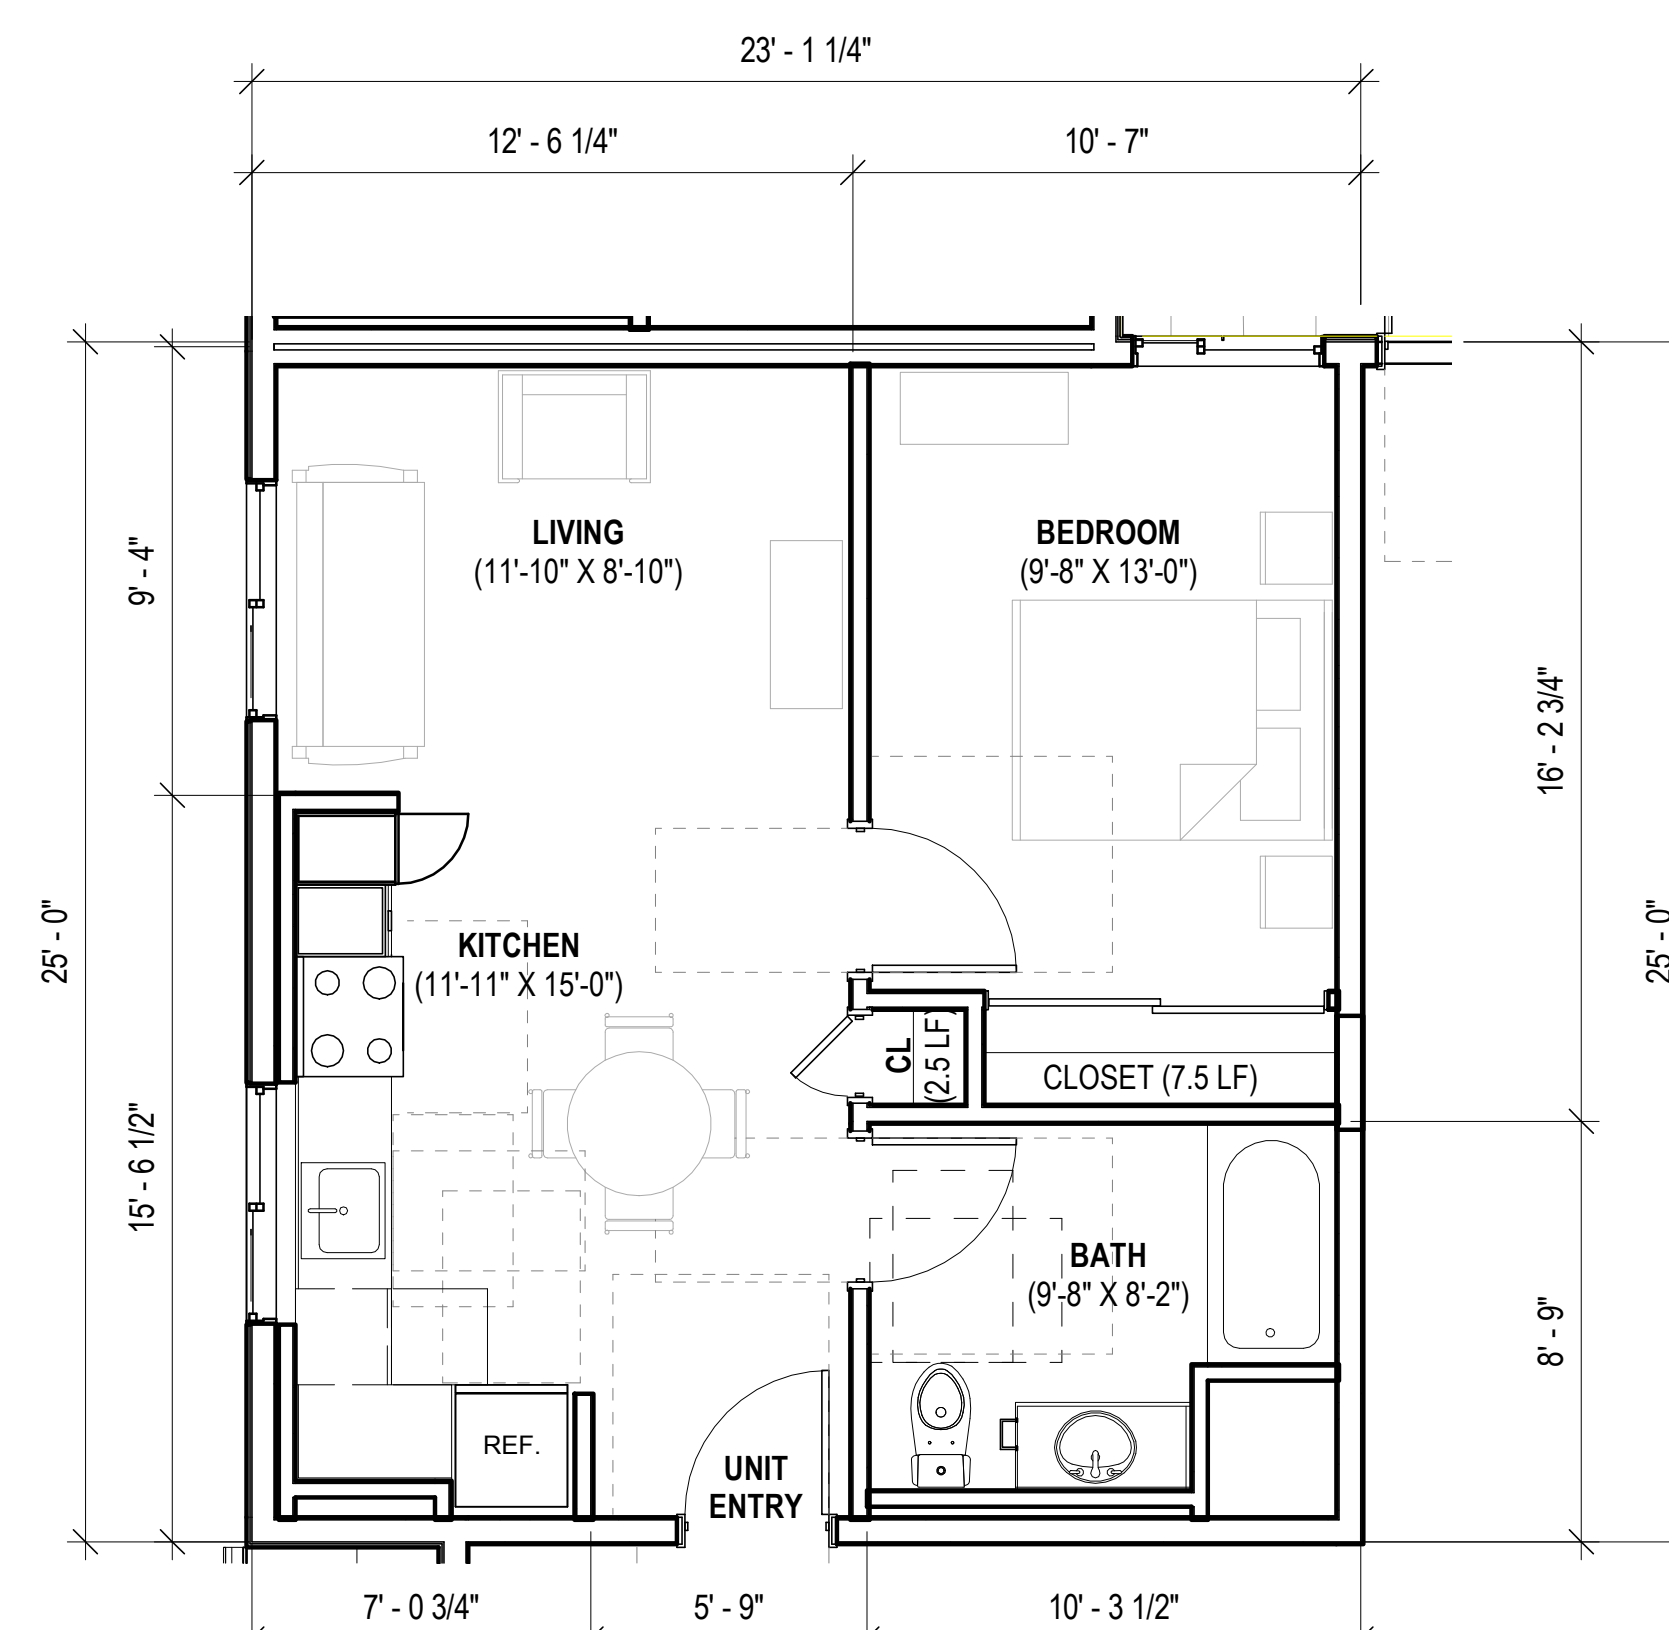 23' - 1 1/4"
12' - 6 1/4"
10' - 7"
LIVING
(11'-10" X 8'-10")
BEDROOM
(9'-8" X 13'-0")
9' - 4"
16' - 2 3/4"
25' - 0"
25' - 0"
KITCHEN
(11'-11" X 15'-0")
CL
(2.5 LF)
CLOSET (7.5 LF)
15' - 6 1/2"
BATH
(9'-8" X 8'-2")
8' - 9"
REF.
UNIT
ENTRY
7' - 0 3/4"
5' - 9"
10' - 3 1/2"